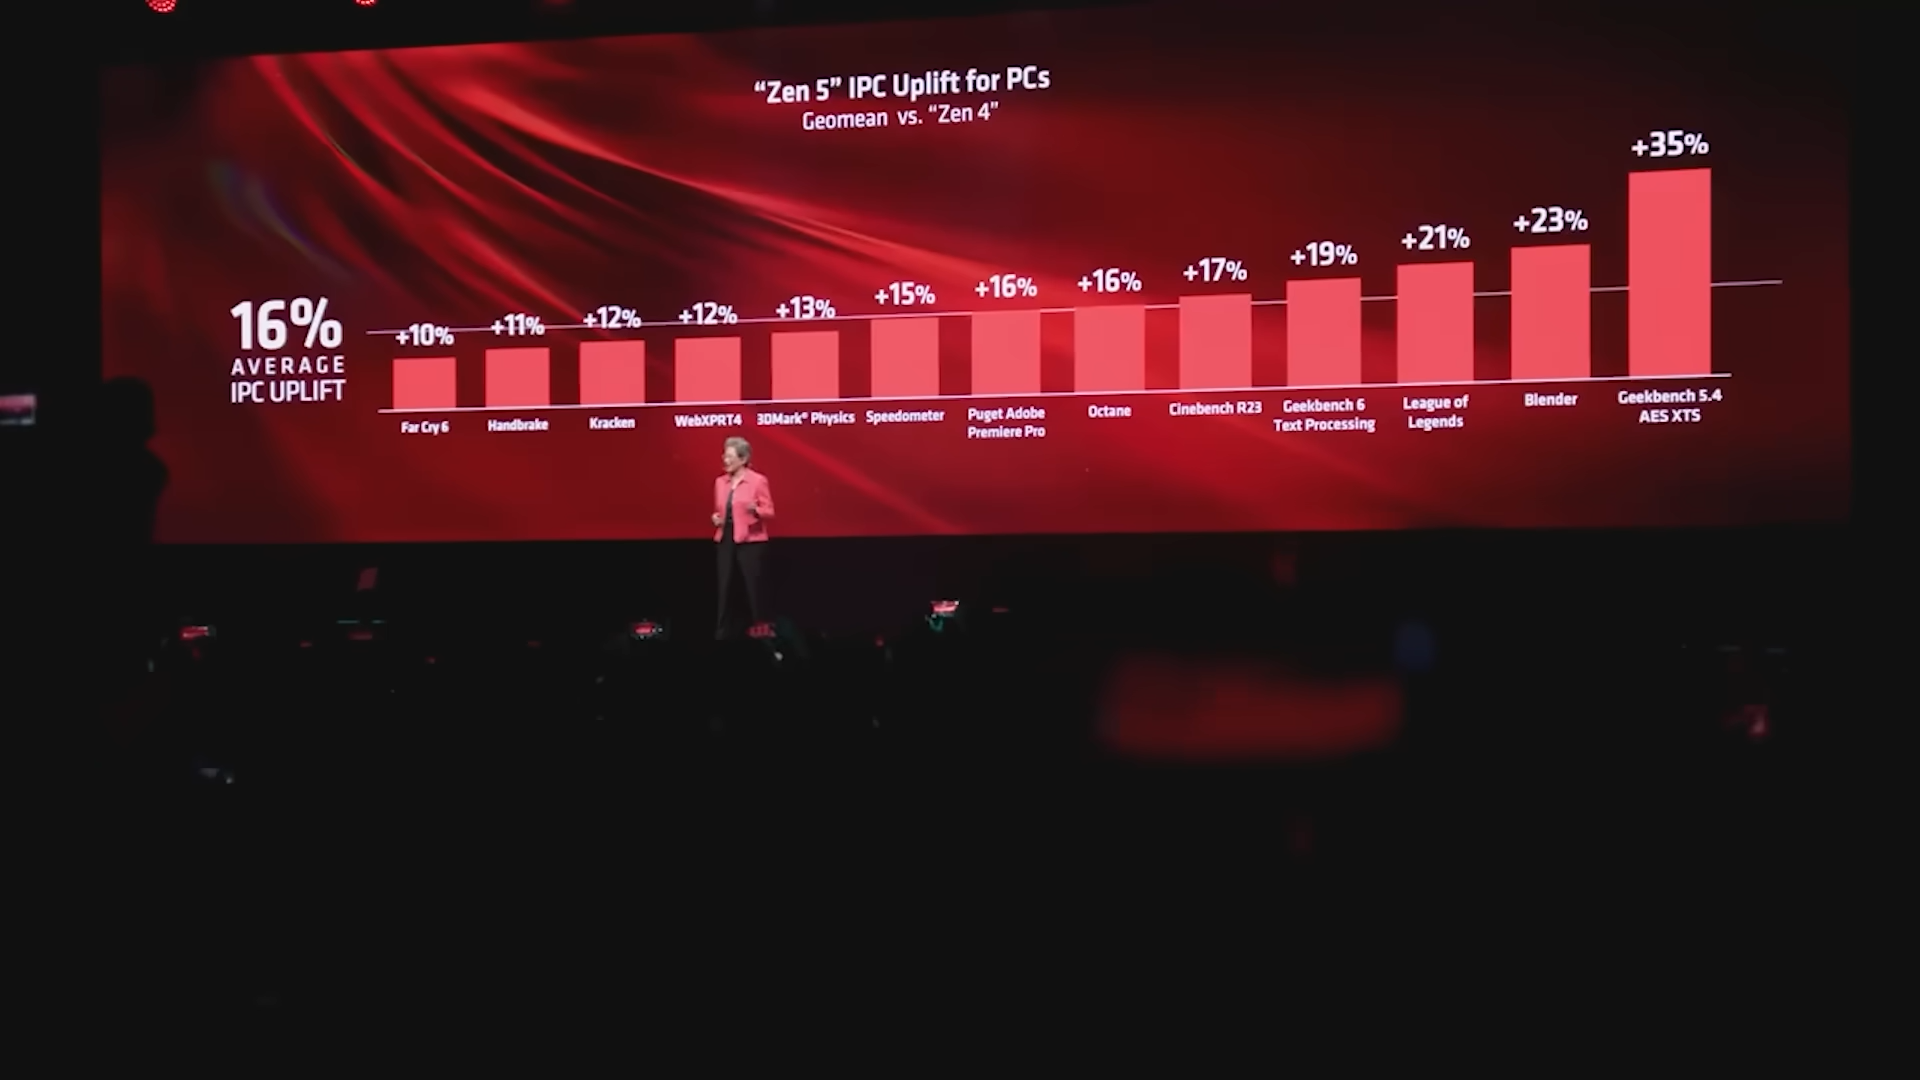 “Zen 5” IPC Uplift for PCs
Geomean vs. “Zen 4”
16%
AVERAGE
IPC UPLIFT
+10%
+11%
+12%
+12%
+13%
+15%
+16%
+16%
+17%
+19%
+21%
+23%
+35%
Far Cry 6
Handbrake
Kracken
WebXPRT4
3DMark® Physics
Speedometer
Puget Adobe
Premiere Pro
Octane
Cinebench R23
Geekbench 6
Text Processing
League of
Legends
Blender
Geekbench 5.4
AES XTS